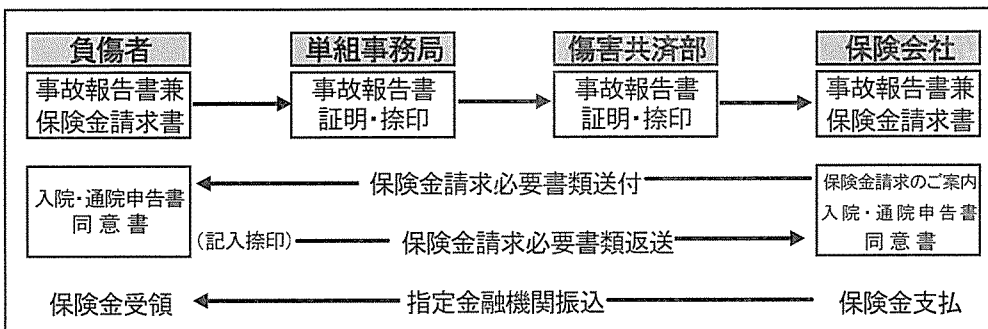 負傷者
単組事務局
傷害共済部
保険会社
事故報告書兼
保険金請求書
事故報告書
証明・捺印
事故報告書
証明・捺印
事故報告書兼
保険金請求書
入院・通院申告書
同意書
保険金請求必要書類送付
保険金請求のご案内
入院・通院申告書
同意書
(記入捺印)
保険金請求必要書類返送
保険金受領
指定金融機関振込
保険金支払